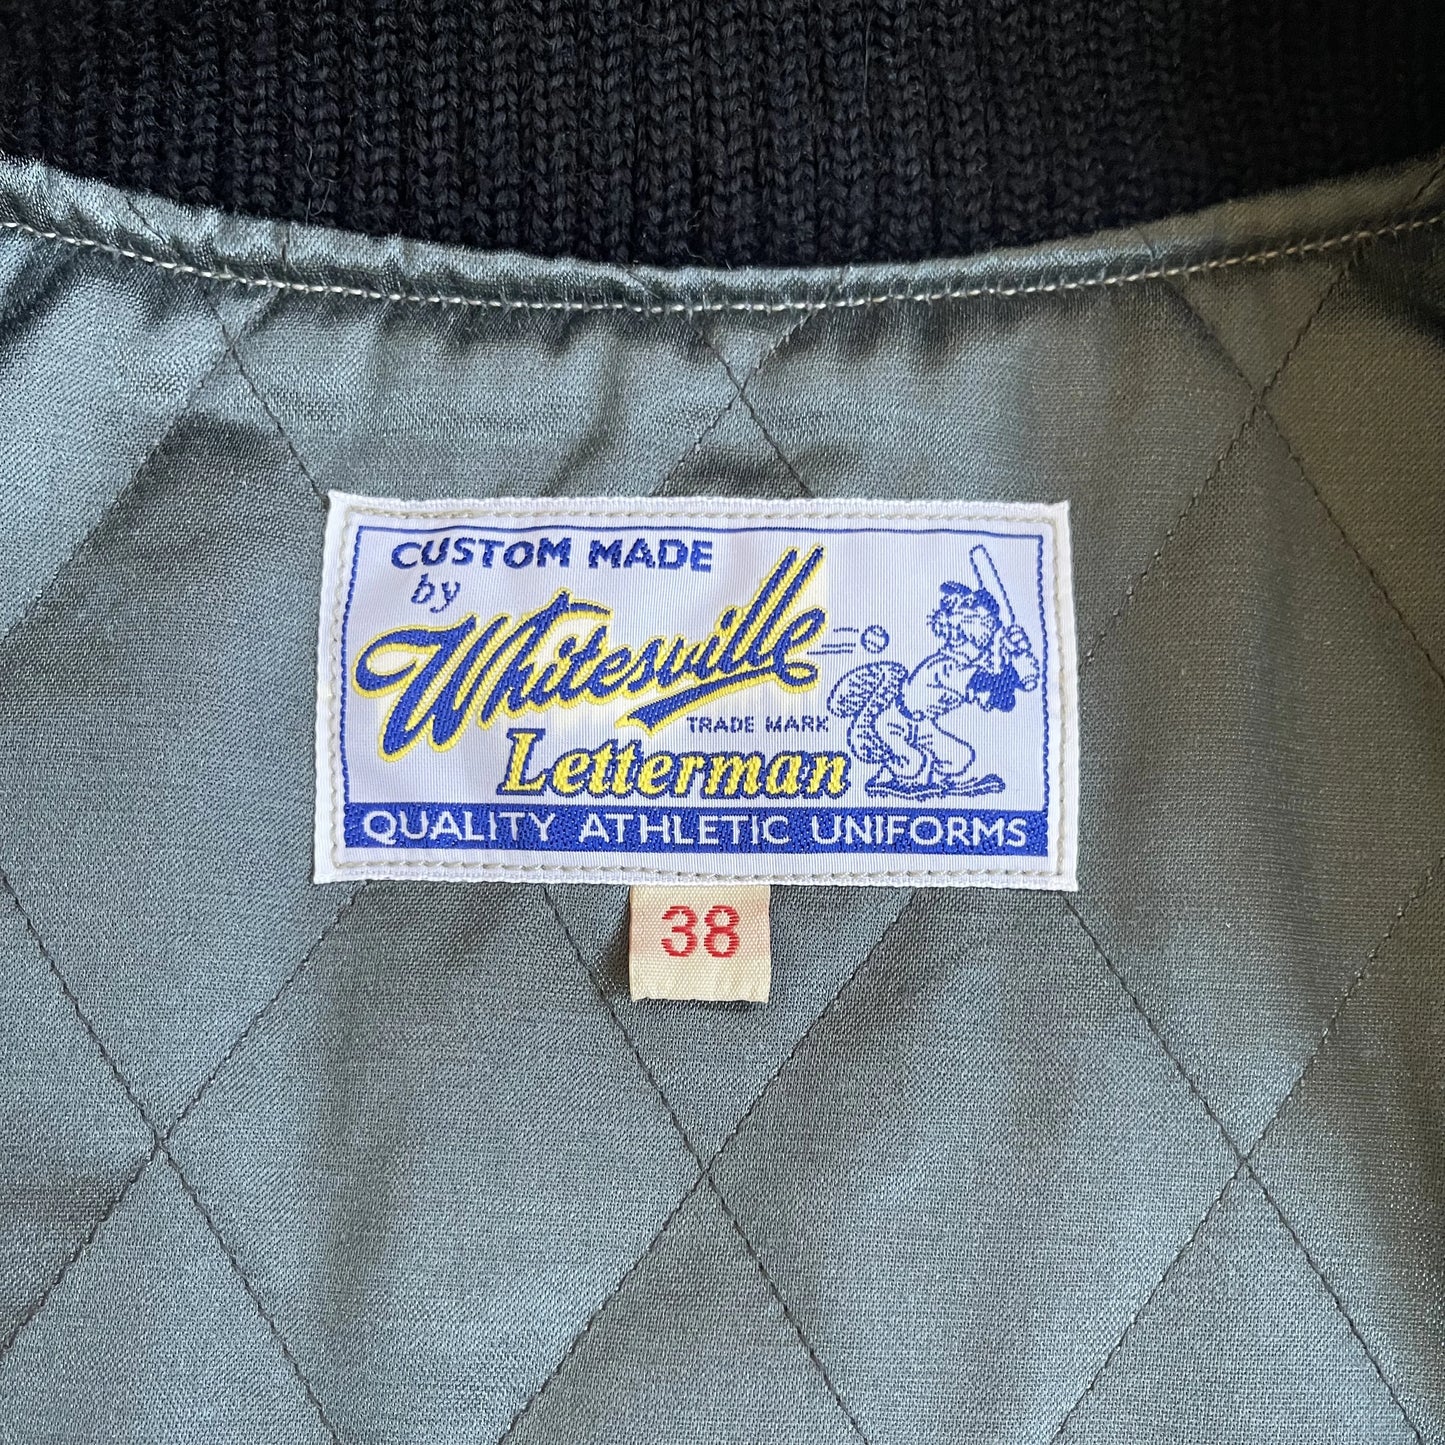 CUSTOM MADE
by
Whitesville
TRADE MARK
Letterman
QUALITY ATHLETIC UNIFORMS
38